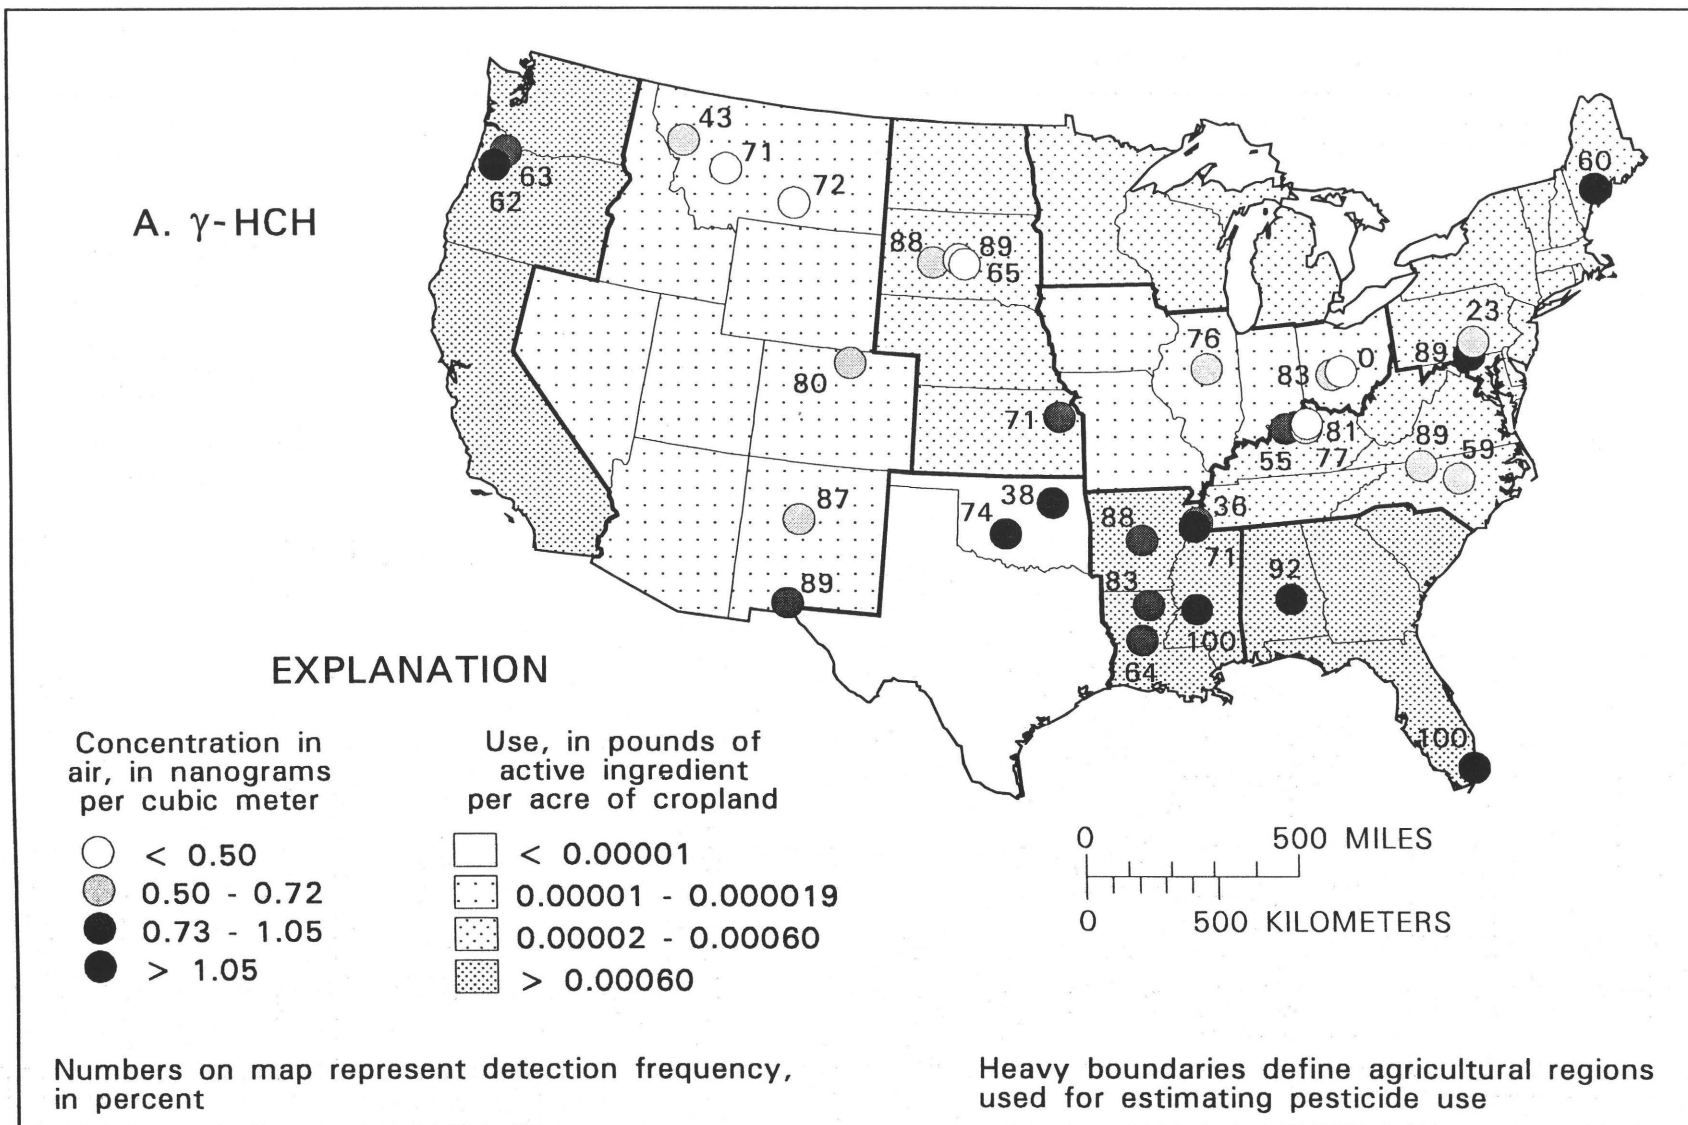 A. γ-HCH
43
71
72
63
62
88
89
65
60
23
89
76
83
0
80
71
81
55
77
89
59
87
38
74
36
88
71
89
83
92
100
64
100
EXPLANATION
Concentration in
air, in nanograms
per cubic meter
< 0.50
0.50 - 0.72
0.73 - 1.05
> 1.05
Use, in pounds of
active ingredient
per acre of cropland
< 0.00001
0.00001 - 0.000019
0.00002 - 0.00060
> 0.00060
0 500 MILES
0 500 KILOMETERS
Numbers on map represent detection frequency,
in percent
Heavy boundaries define agricultural regions
used for estimating pesticide use